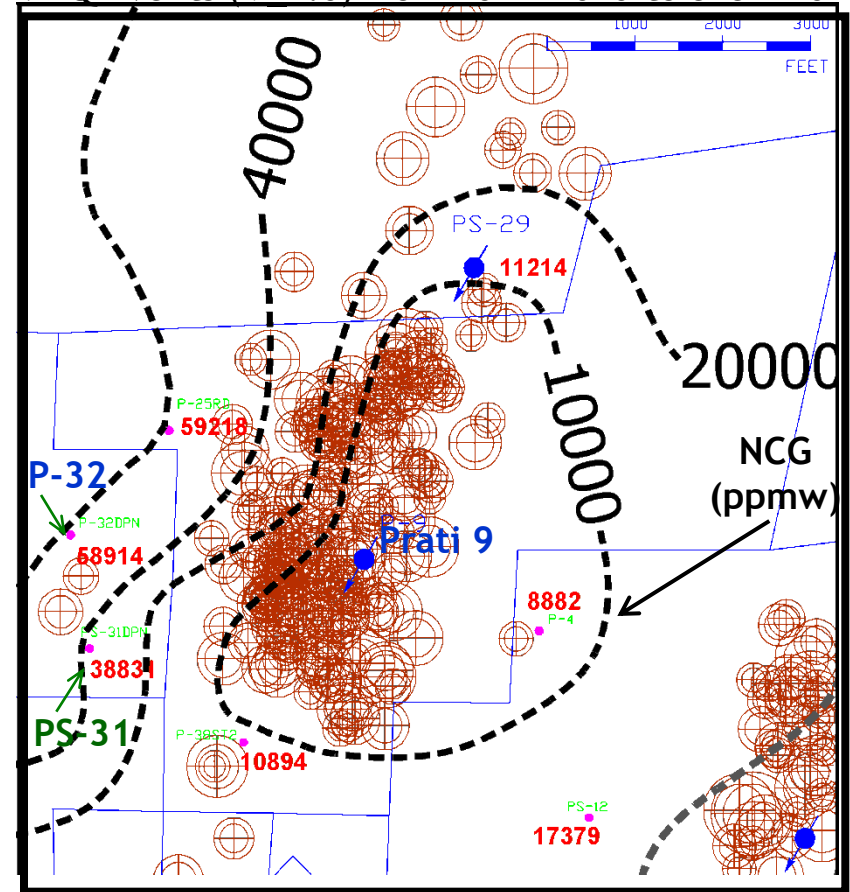 1000 2000 3000
FEET
40000
PS-29
11214
20000
10000
P-25RD
59218
NCG
(ppmw)
P-32
P-32DPN
58914
Prati 9
8882
P-4
PS-31DPN
38831
PS-31
P-38ST2
10894
PS-12
17379